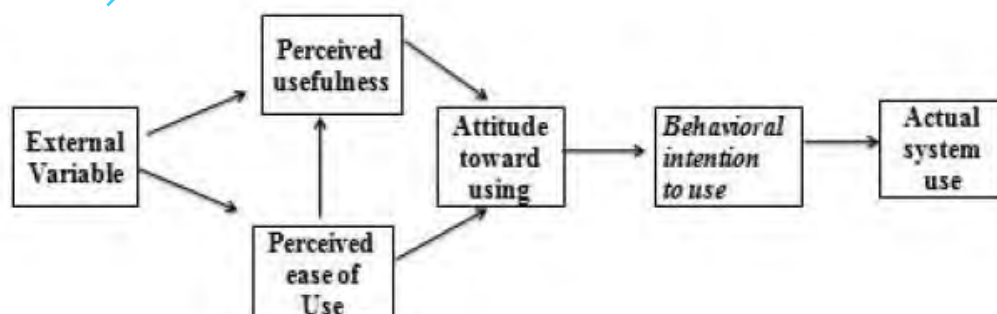 Perceived
usefulness
External
Variable
Attitude
toward
using
Behavioral
intention
to use
Actual
system
use
Perceived
ease of
Use